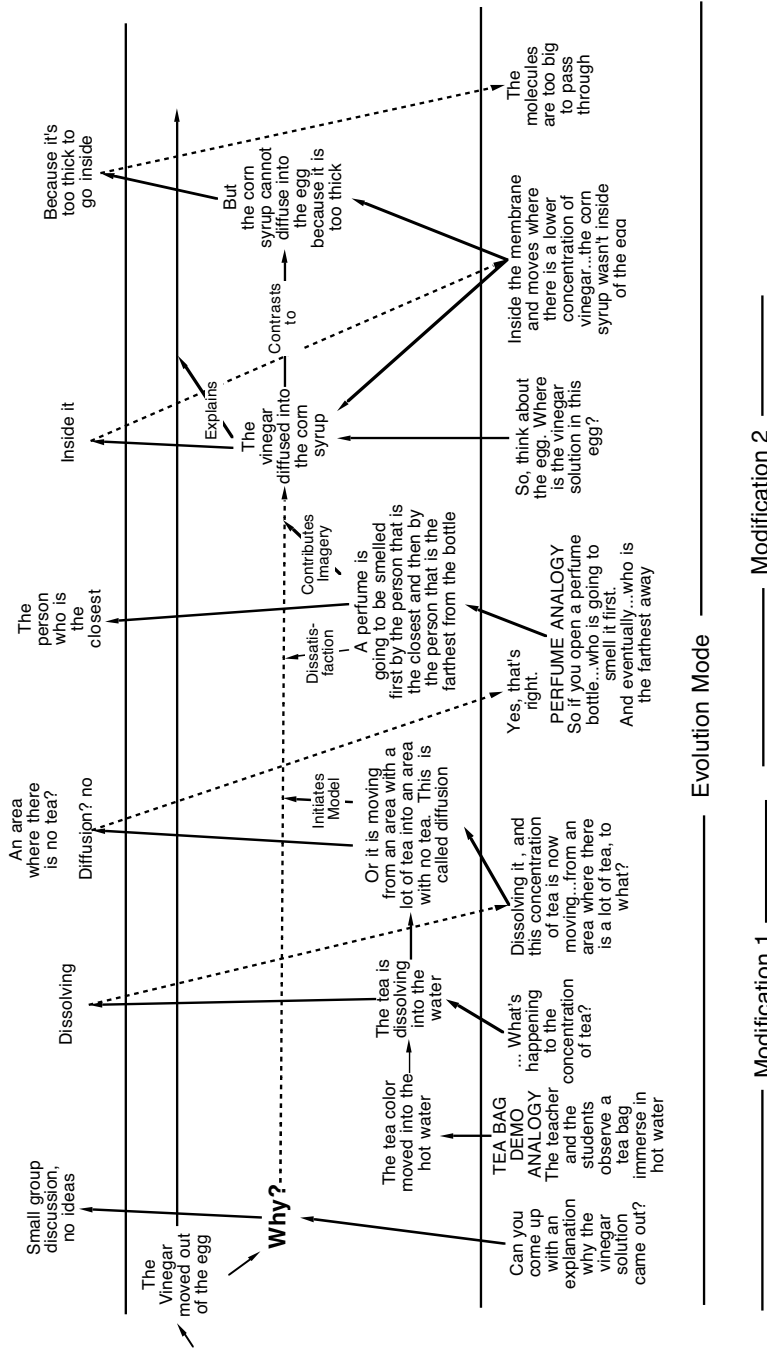 Small group
discussion,
no ideas
Dissolving
An area
where there
is no tea?
Diffusion? no
The
person
who is
the
closest
Inside it
Because it's
too thick to
go inside
The
Vinegar
moved out
of the egg
Why?
The tea color
moved into the
hot water
The tea is
dissolving
into the
water
Or it is moving
from an area with a
lot of tea into an area
with no tea. This is
called diffusion
Initiates
Model
Dissatis-
faction
A perfume is
going to be smelled
first by the person that is
the closest and then by
the person that is the
farthest from the bottle
Contributes
Imagery
Explains
The
vinegar
diffused into
the corn
syrup
Contrasts
to
But
the corn
syrup cannot
diffuse into
the egg
because it is
too thick
Can you
come up
with an
explanation
why the
vinegar
solution
came out?
TEA BAG
DEMO
ANALOGY
The teacher
and the
students
observe a
tea bag
immerse in
hot water
... What's
happening
to the
concentration
of tea?
Dissolving it , and
this concentration
of tea is now
moving...from an
area where there
is a lot of tea, to
what?
Yes, that's
right.
PERFUME ANALOGY
So if you open a perfume
bottle...who is going to
smell it first.
And eventually...who is
the farthest away
So, think about
the egg. Where
is the vinegar
solution in this
egg?
Inside the membrane
and moves where
there is a lower
concentration of
vinegar...the corn
syrup wasn't inside
of the egg
The
molecules
are too big
to pass
through
Evolution Mode
Modification 1
Modification 2